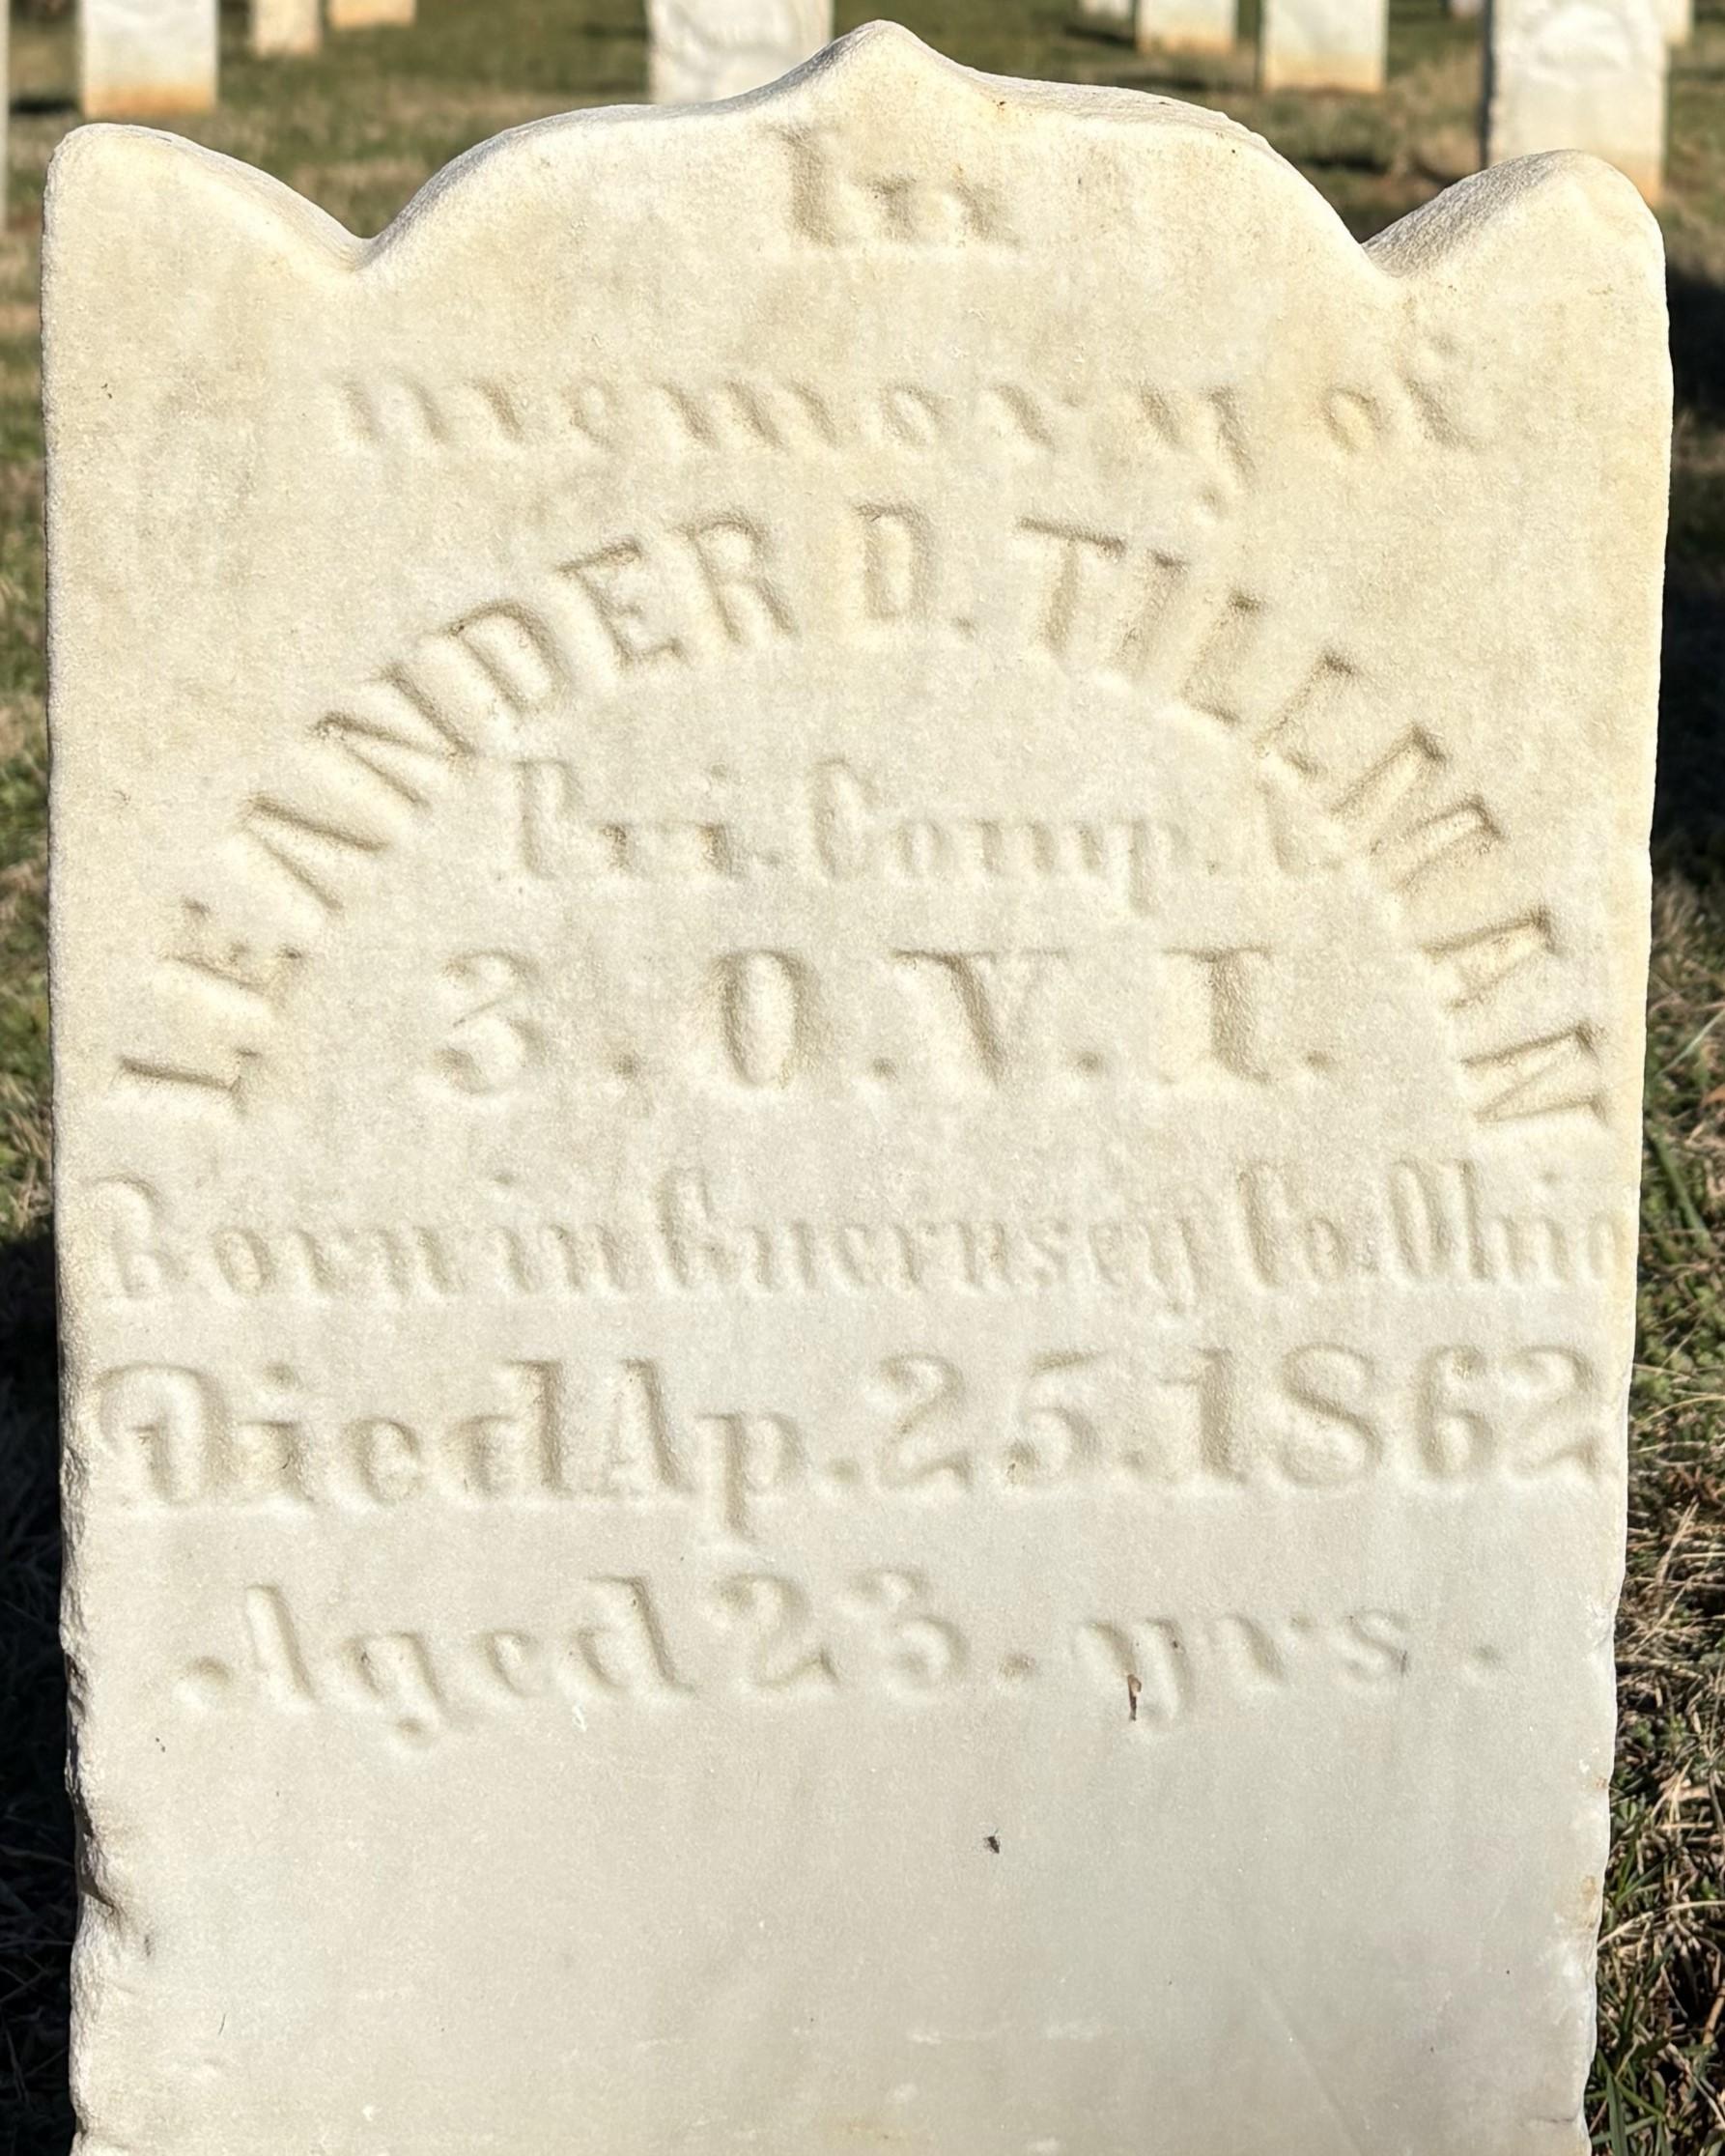 In
memory of
LEANDER D. TILEMEN
Pri. Comp.
3. O. V. I.
Born in Guernsey Co. Ohio
Died Ap. 25. 1862
Aged 23. yrs.